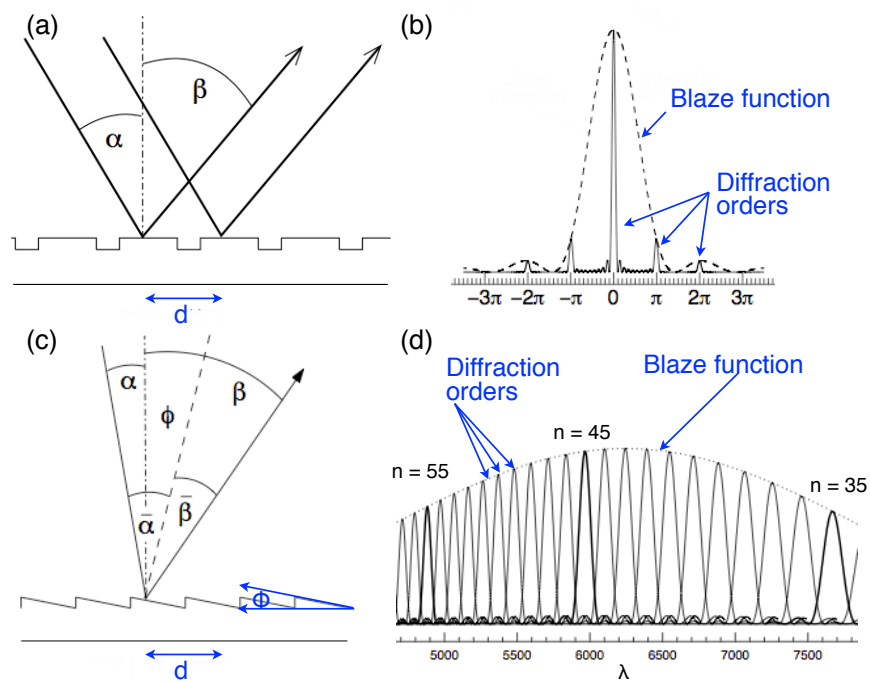 (a)
α
β
d
(b)
Blaze function
Diffraction
orders
−3π −2π −π 0 π 2π 3π
(c)
α
ϕ
β
ᾱ
β̄
Φ
d
(d)
Diffraction
orders
Blaze function
n = 55
n = 45
n = 35
5000 5500 6000 6500 7000 7500
λ